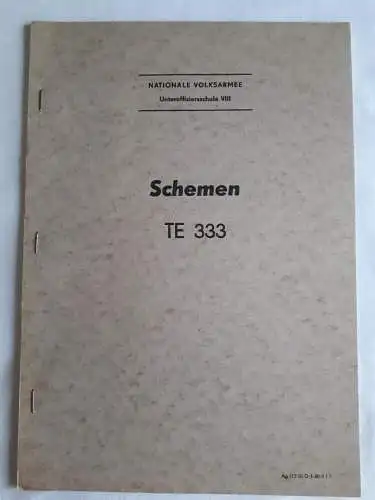 NATIONALE VOLKSARMEE
Unteroffiziersschule VIII
Schemen
TE 333